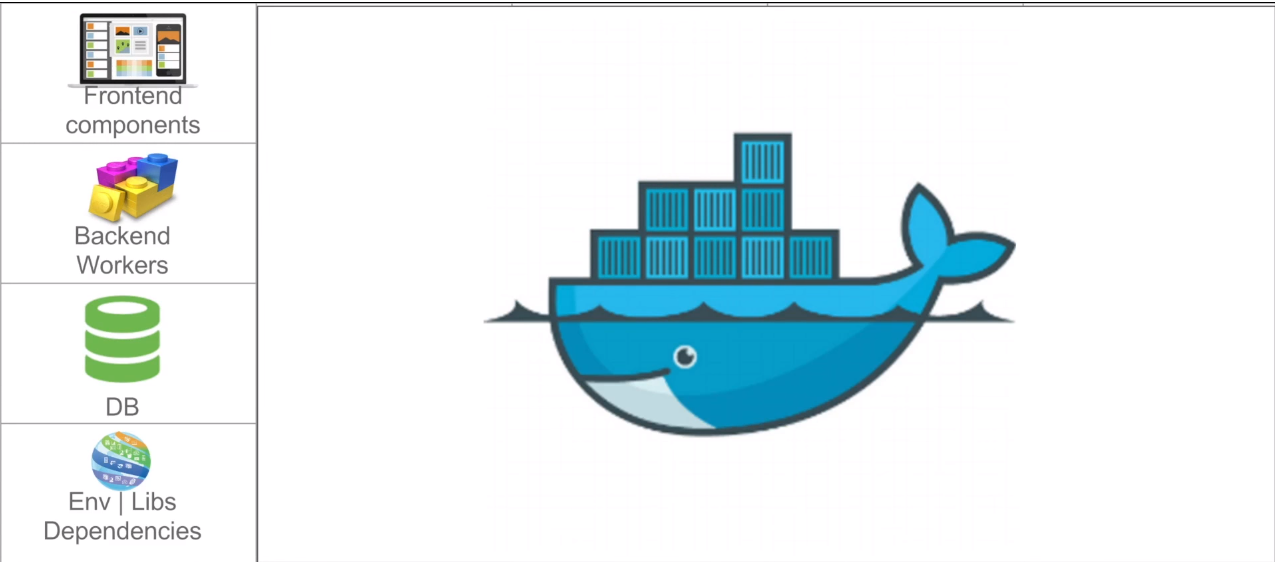 Frontend
components
Backend
Workers
DB
Env | Libs
Dependencies